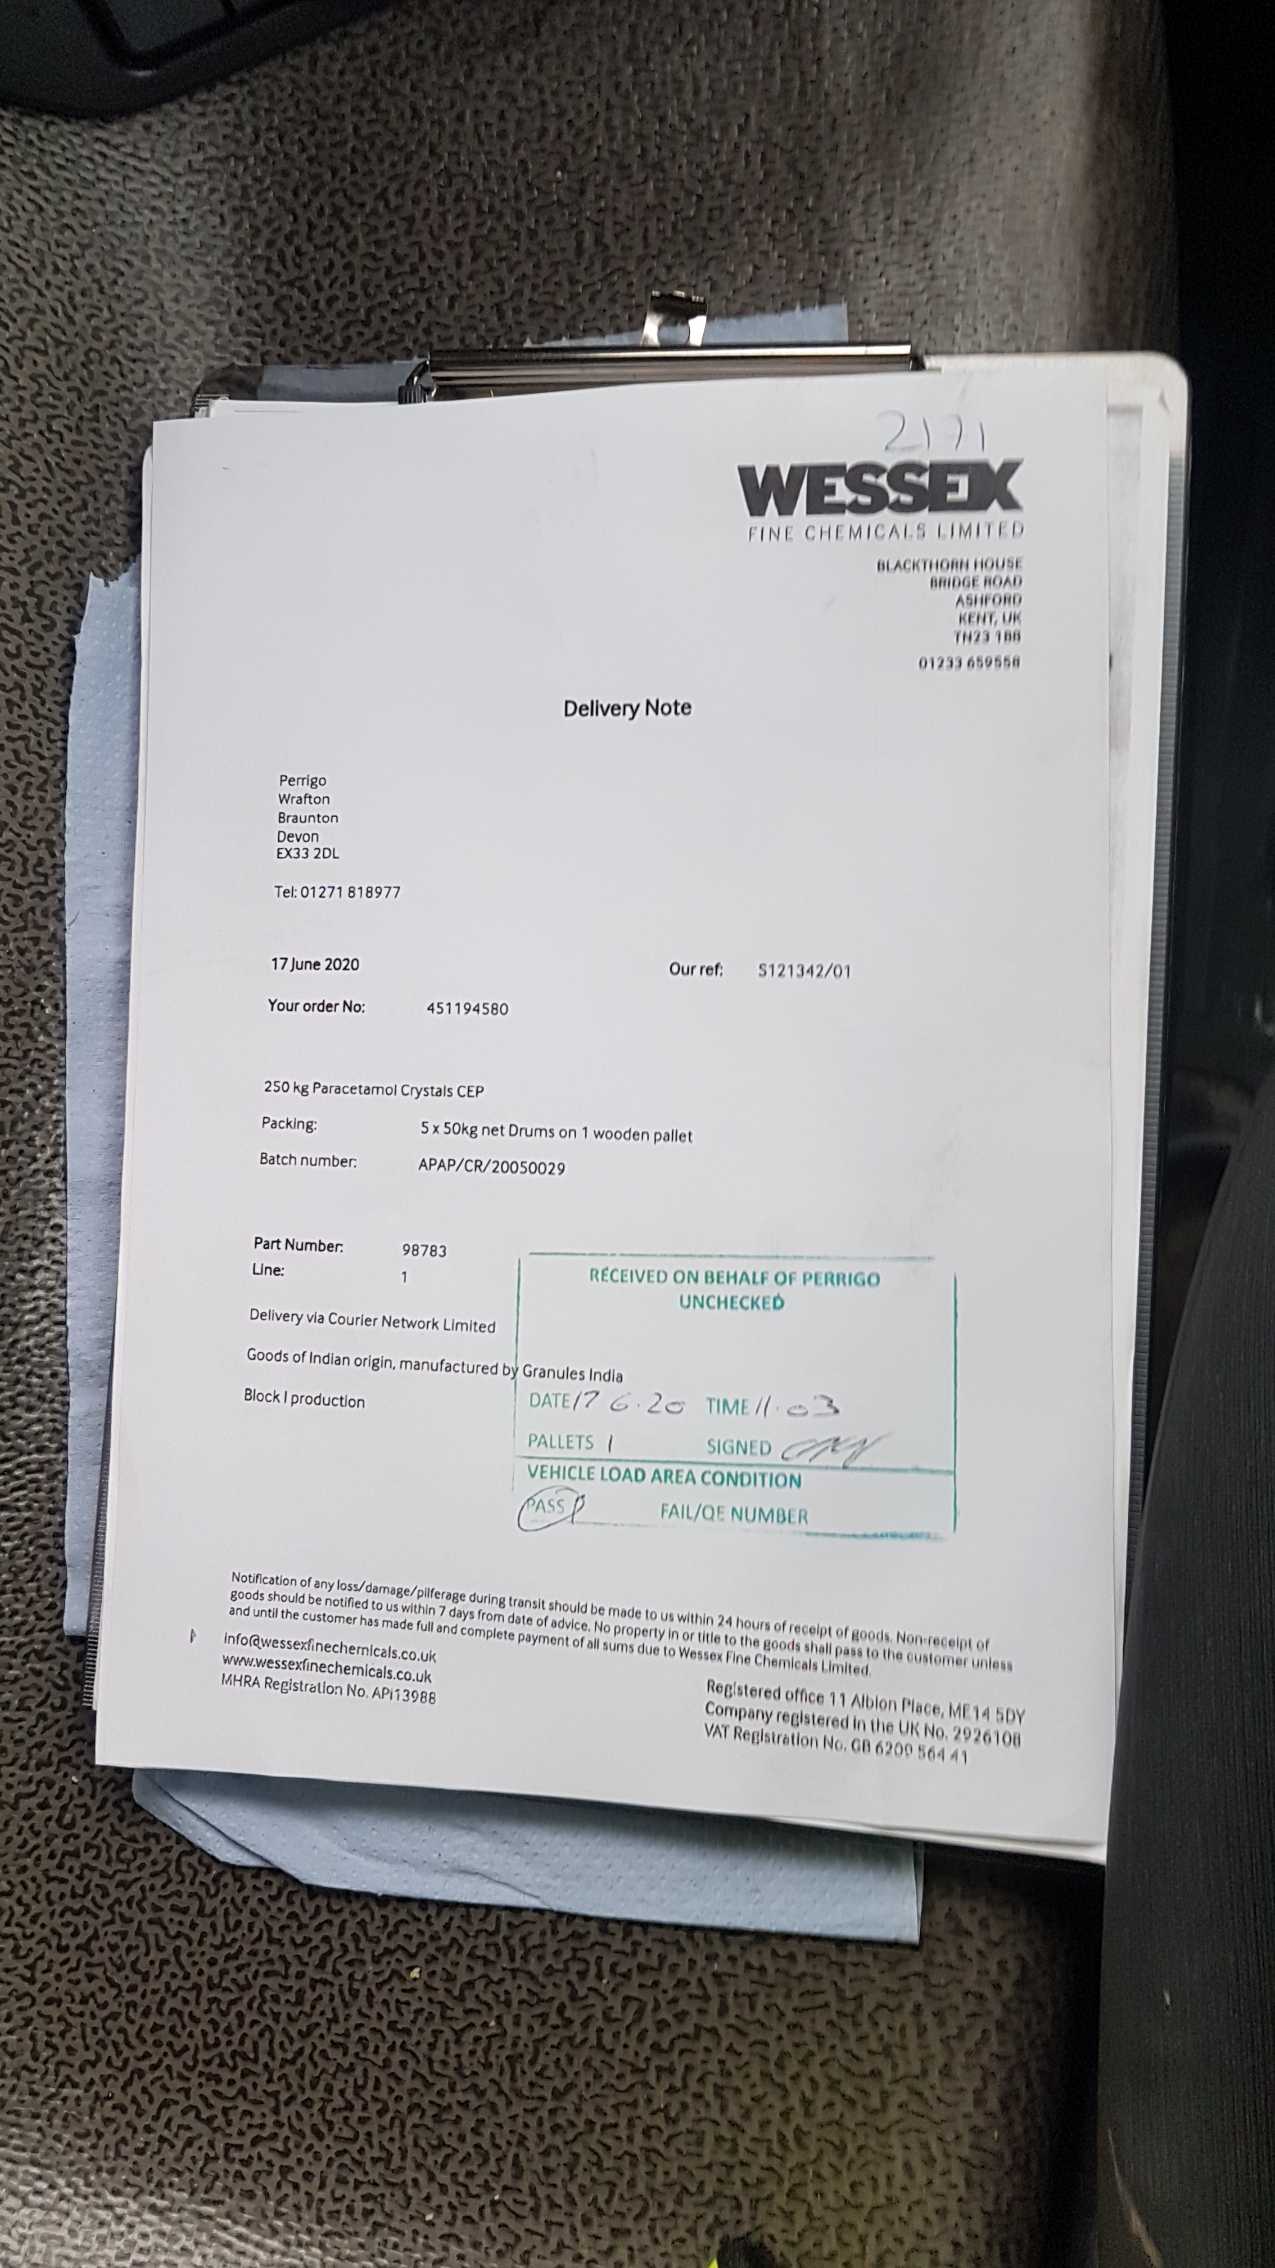 2171
WESSEX
FINE CHEMICALS LIMITED
BLACKTHORN HOUSE
BRIDGE ROAD
ASHFORD
KENT, UK
TN23 1BB
01233 659558
Delivery Note
Perrigo
Wrafton
Braunton
Devon
EX33 2DL
Tel: 01271 818977
17 June 2020
Our ref: S121342/01
Your order No: 451194580
250 kg Paracetamol Crystals CEP
Packing: 5 x 50kg net Drums on 1 wooden pallet
Batch number: APAP/CR/20050029
Part Number: 98783
Line: 1
Delivery via Courier Network Limited
Goods of Indian origin, manufactured by Granules India
Block I production
RECEIVED ON BEHALF OF PERRIGO
UNCHECKED
DATE 17 6.20 TIME 11.03
PALLETS 1 SIGNED
VEHICLE LOAD AREA CONDITION
PASS FAIL/QE NUMBER
Notification of any loss/damage/pilferage during transit should be made to us within 24 hours of receipt of goods. Non-receipt of
goods should be notified to us within 7 days from date of advice. No property in or title to the goods shall pass to the customer unless
and until the customer has made full and complete payment of all sums due to Wessex Fine Chemicals Limited.
info@wessexfinechemicals.co.uk
www.wessexfinechemicals.co.uk
MHRA Registration No. API13988
Registered office 11 Albion Place, ME14 5DY
Company registered in the UK No. 2926108
VAT Registration No. GB 6209 564 41